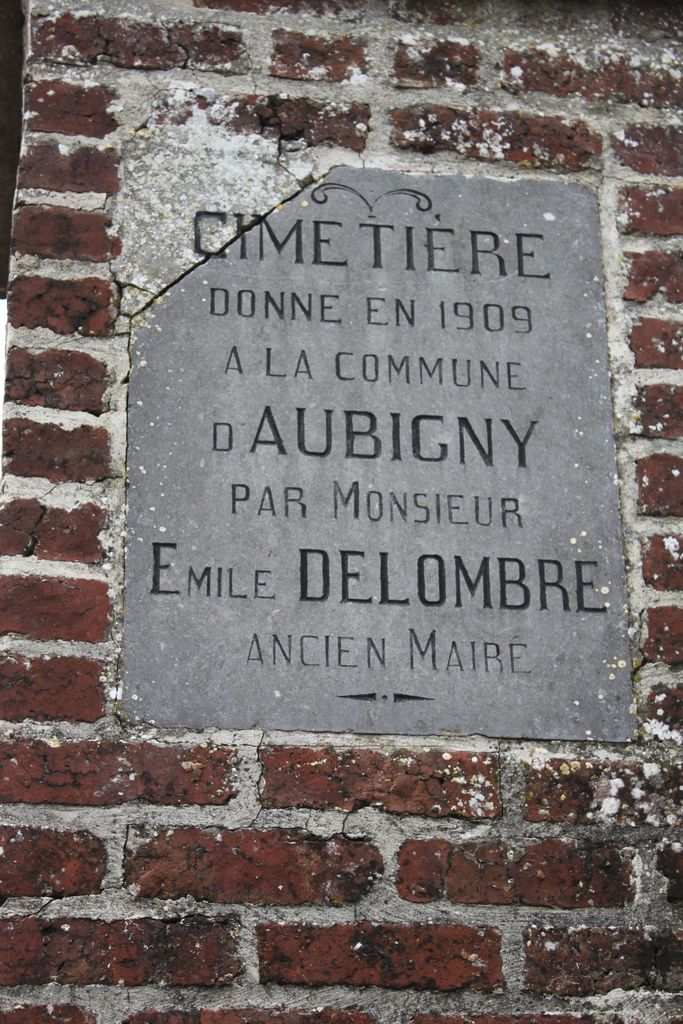 CIMETIÈRE
DONNE EN 1909
A LA COMMUNE
D'AUBIGNY
PAR MONSIEUR
EMILE DELOMBRE
ANCIEN MAIRE